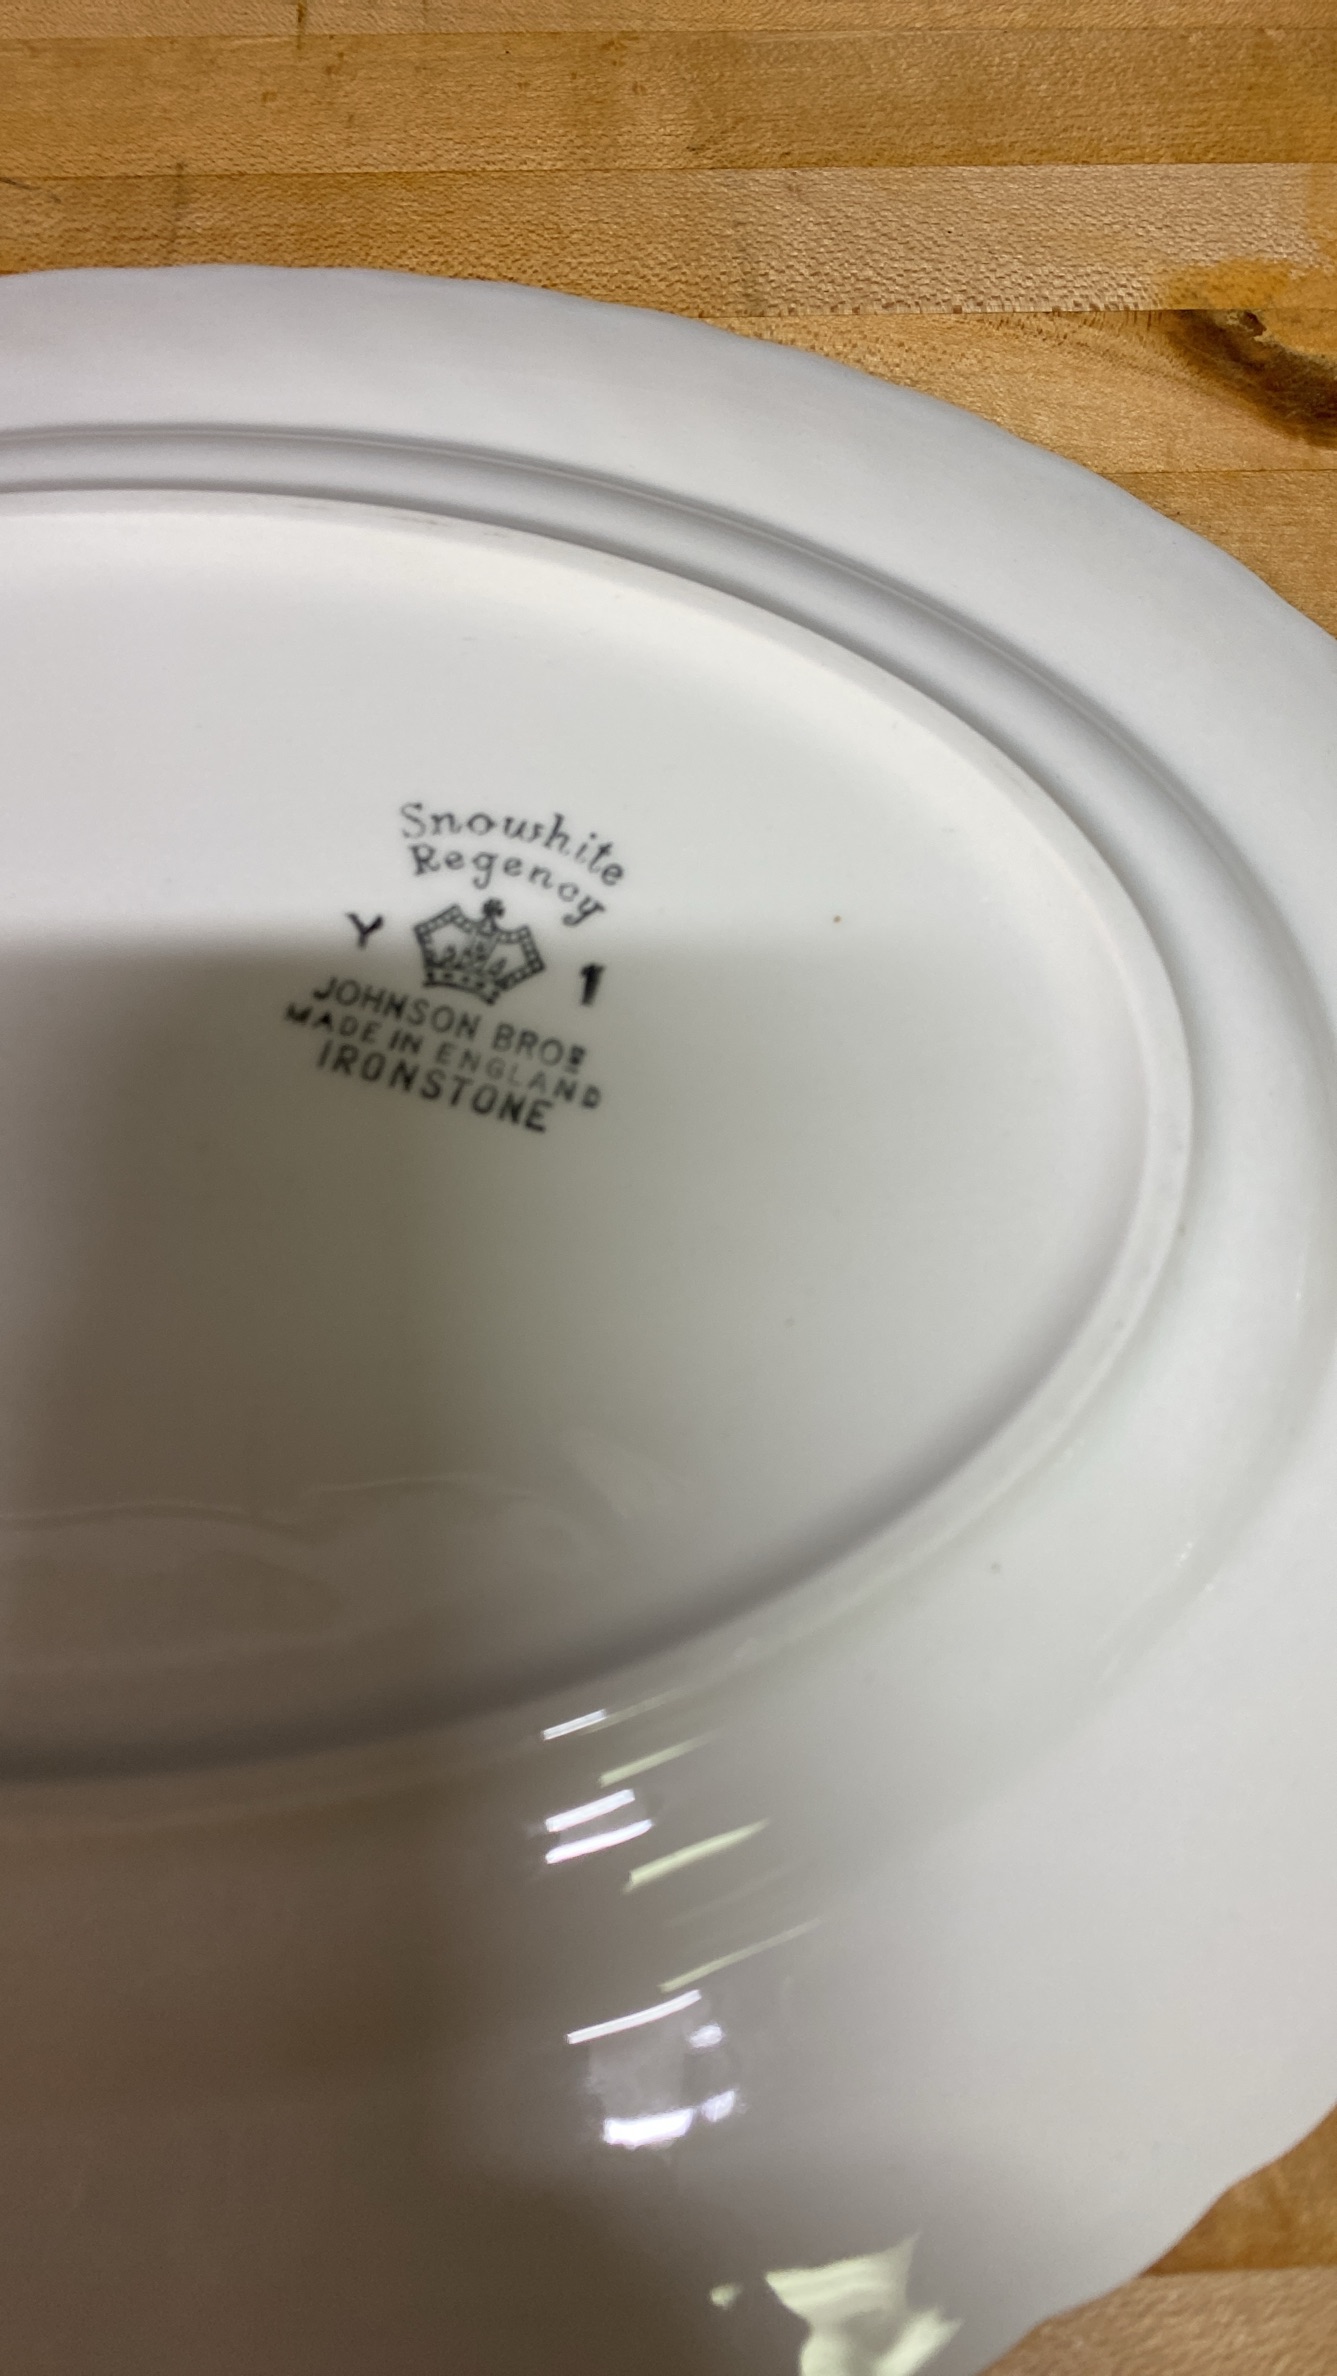 Snowhite
Regency
Y 1
JOHNSON BROS
MADE IN ENGLAND
IRONSTONE